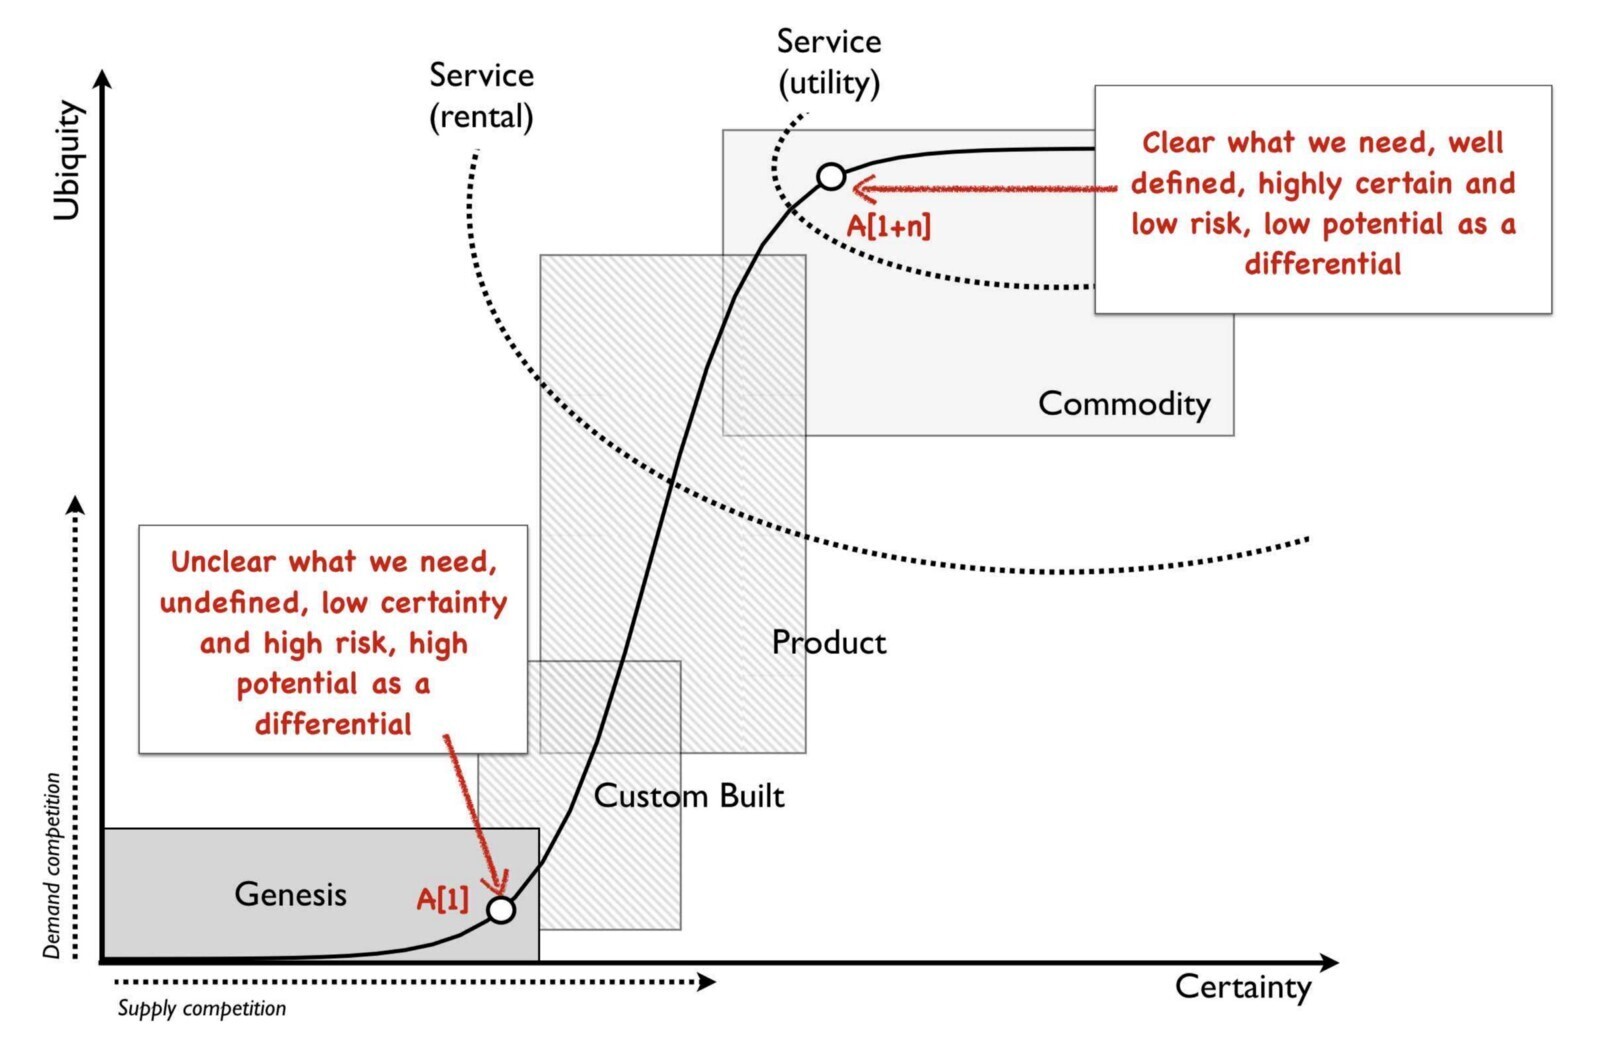 Service
(rental)
Service
(utility)
Ubiquity
Clear what we need, well
defined, highly certain and
low risk, low potential as a
differential
A[1+n]
Commodity
Unclear what we need,
undefined, low certainty
and high risk, high
potential as a
differential
Product
Custom Built
Demand competition
Genesis
A[1]
Certainty
Supply competition